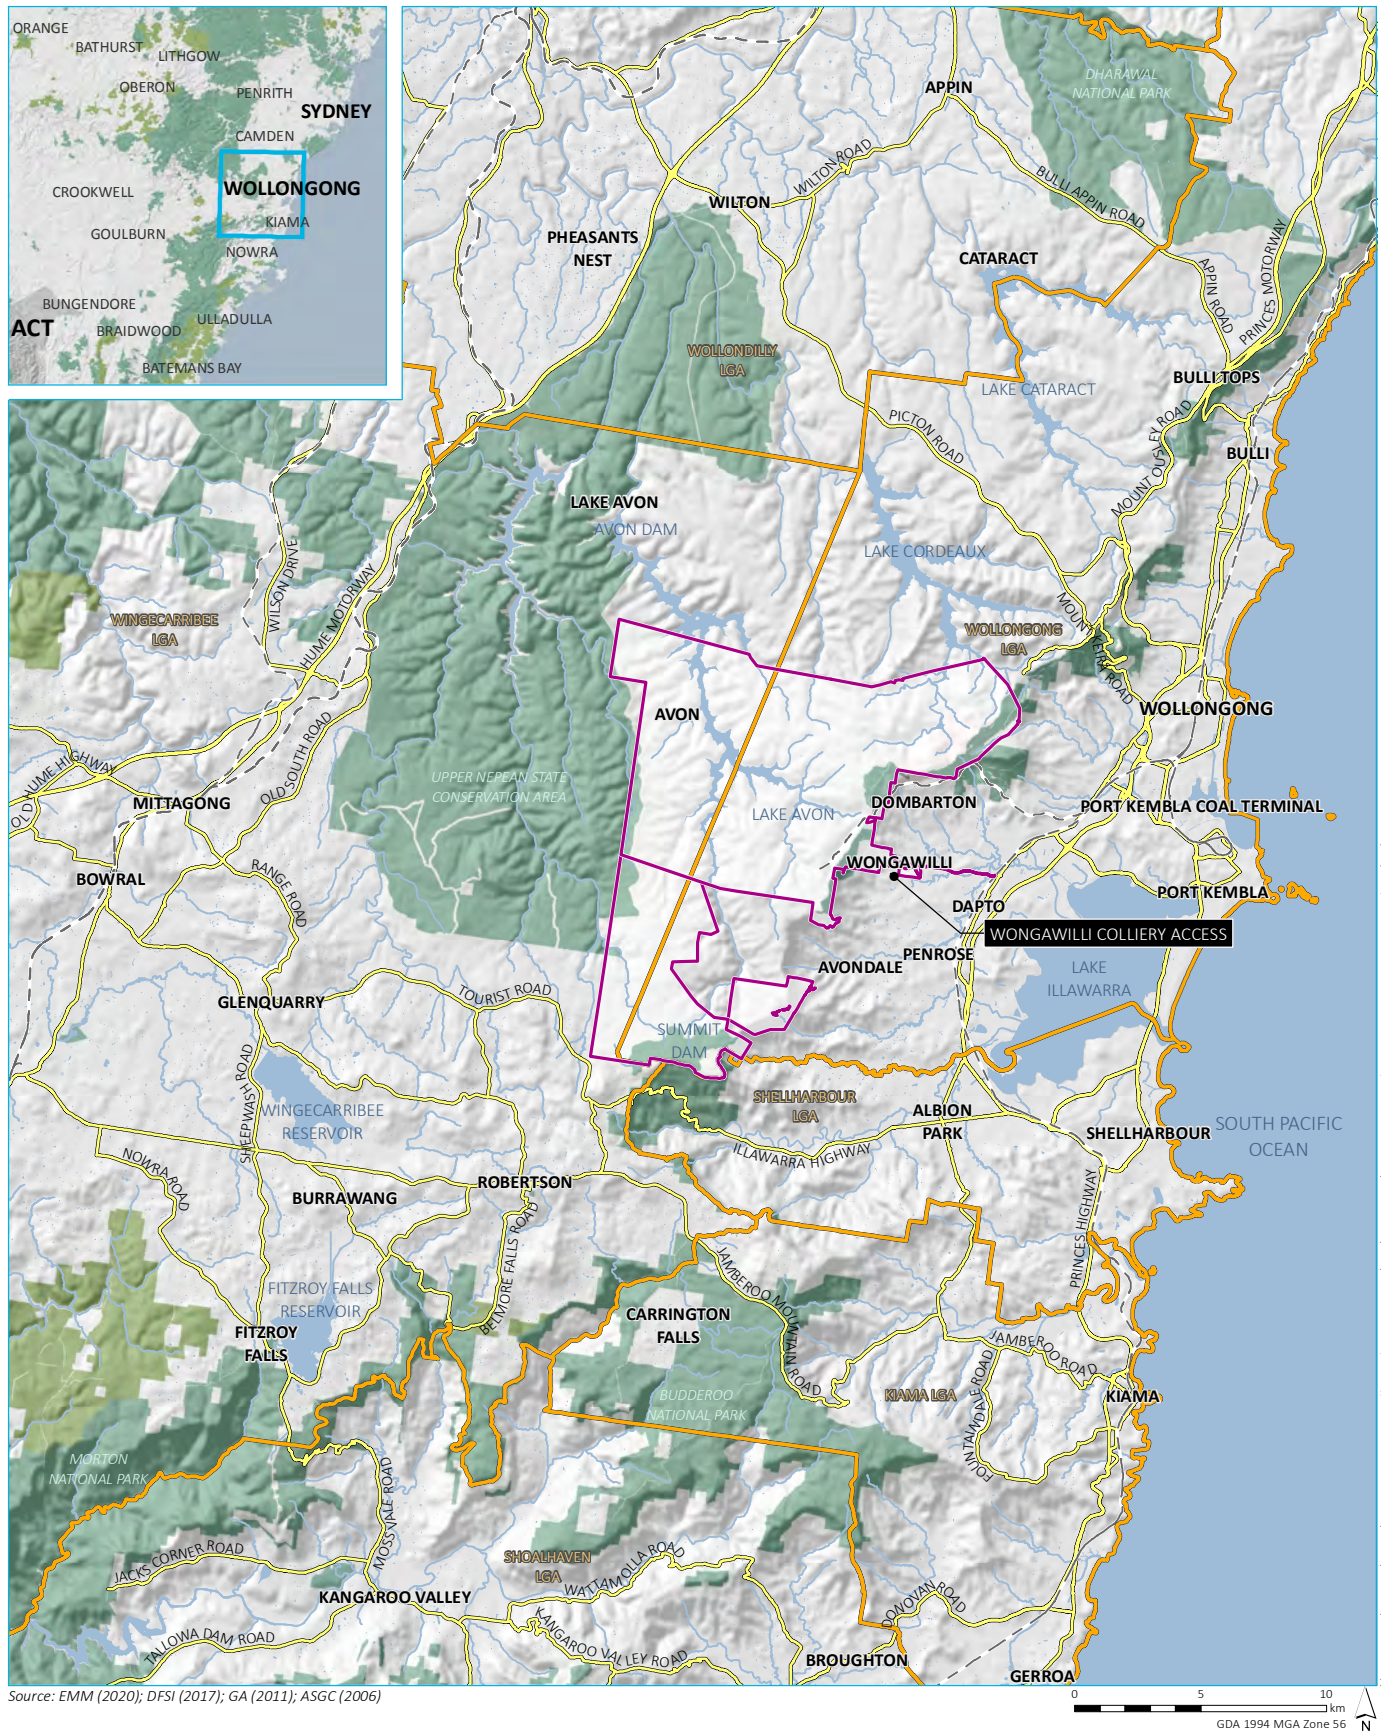 ORANGE
BATHURST
LITHGOW
OBERON
PENRITH
SYDNEY
CAMDEN
CROOKWELL
WOLLONGONG
KIAMA
GOULBURN
NOWRA
BUNGENDORE
ULLADULLA
ACT
BRAIDWOOD
BATEMANS BAY
APPIN
DHARAWAL
NATIONAL PARK
WILTON ROAD
BULLI APPIN ROAD
WILTON
PHEASANTS
NEST
CATARACT
APPIN ROAD
PRINCES MOTORWAY
WOLLONDILLY
LGA
BULLI TOPS
LAKE CATARACT
PICTON ROAD
MOUNT OUSLEY ROAD
BULLI
LAKE AVON
AVON DAM
LAKE CORDEAUX
WILSON DRIVE
HUME MOTORWAY
WINGECARRIBEE
LGA
WOLLONGONG
LGA
MOUNT KEIRA ROAD
AVON
WOLLONGONG
OLD HUME HIGHWAY
OLD SOUTH ROAD
UPPER NEPEAN STATE
CONSERVATION AREA
MITTAGONG
LAKE AVON
DOMBARTON
PORT KEMBLA COAL TERMINAL
BOWRAL
RANGE ROAD
WONGAWILLI
PORT KEMBLA
DAPTO
WONGAWILLI COLLIERY ACCESS
PENROSE
AVONDALE
LAKE
ILLAWARRA
GLENQUARRY
TOURIST ROAD
SUMMIT
DAM
SHEEPWASH ROAD
WINGECARRIBEE
RESERVOIR
SHELLHARBOUR
LGA
ALBION
PARK
SHELLHARBOUR
SOUTH PACIFIC
OCEAN
ILLAWARRA HIGHWAY
NOWRA ROAD
ROBERTSON
BURRAWANG
PRINCES HIGHWAY
BELMORE FALLS ROAD
JAMBEROO MOUNTAIN ROAD
FITZROY FALLS
RESERVOIR
CARRINGTON
FALLS
FITZROY
FALLS
JAMBEROO ROAD
FOUNTAINDALE ROAD
BUDDEROO
NATIONAL PARK
KIAMA LGA
KIAMA
MORTON
NATIONAL PARK
MOSS VALE ROAD
JACKS CORNER ROAD
SHOALHAVEN
LGA
WATTAMOLLA ROAD
KANGAROO VALLEY
DONOVAN ROAD
TALLOWA DAM ROAD
KANGAROO VALLEY ROAD
BROUGHTON
GERROA
Source: EMM (2020); DFSI (2017); GA (2011); ASGC (2006)
0 5 10
km
GDA 1994 MGA Zone 56
N